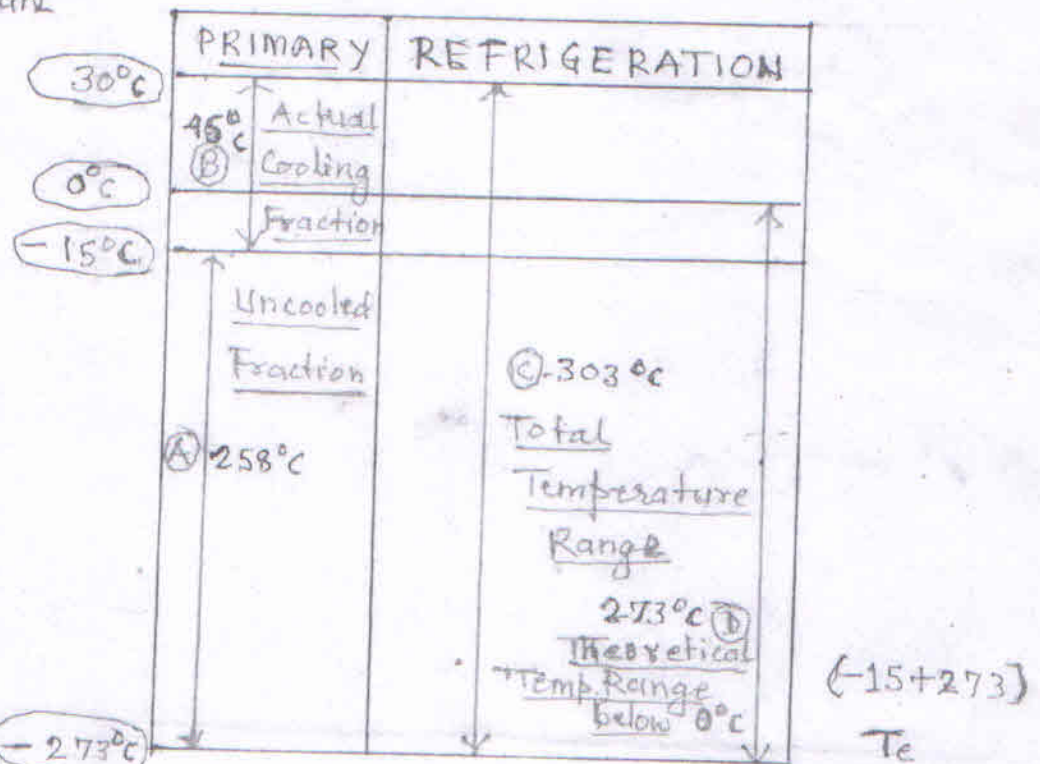 PRIMARY REFRIGERATION
30°C
45°C Actual
Ⓑ Cooling
0°C
Fraction
-15°C
Uncooled
Fraction
Ⓒ-303°C
Total
Ⓐ 258°C
Temperature
Range
273°C Ⓓ
Theoretical
Temp. Range
below 0°C
(-15+273)
-273°C
Te